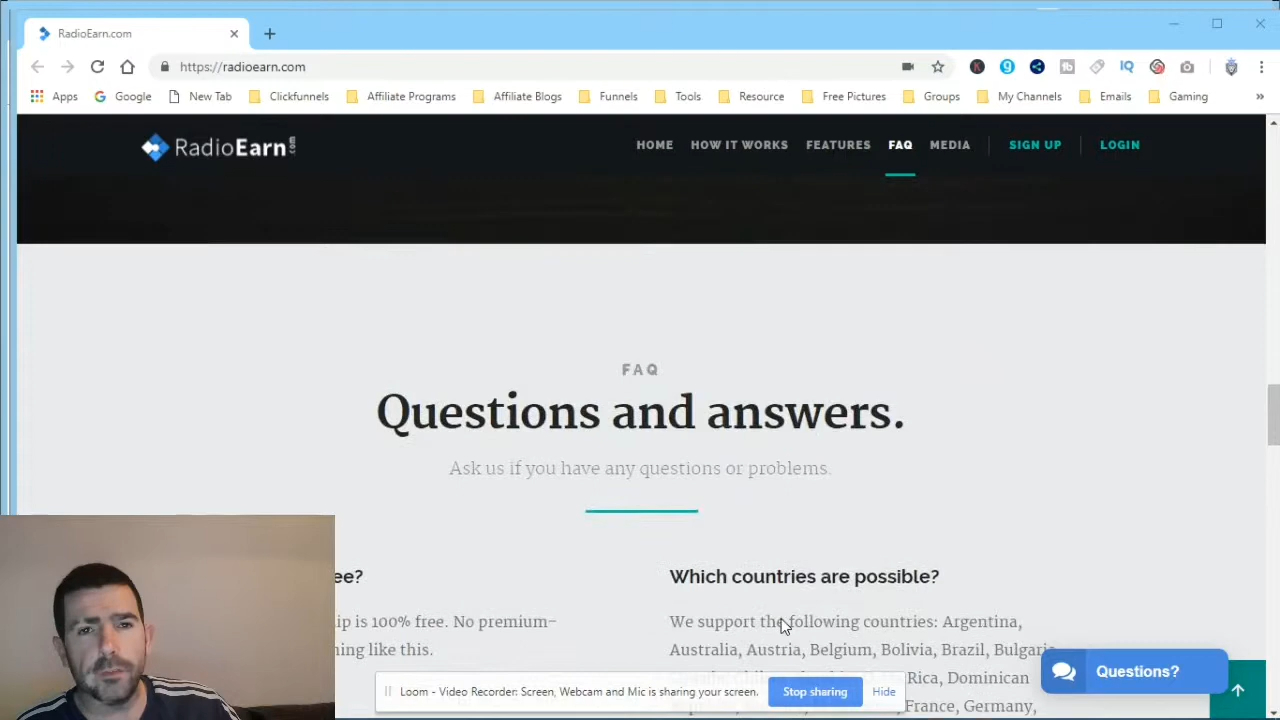 RadioEarn.com
https://radioearn.com
IQ
Apps Google New Tab Clickfunnels Affiliate Programs Affiliate Blogs Funnels Tools Resource Free Pictures Groups My Channels Emails Gaming »
RadioEarn.com
HOME HOW IT WORKS FEATURES FAQ MEDIA SIGN UP LOGIN
FAQ
Questions and answers.
Ask us if you have any questions or problems.
ee?
ip is 100% free. No premium-
ing like this.
Which countries are possible?
We support the following countries: Argentina,
Australia, Austria, Belgium, Bolivia, Brazil, Bulgaria
Rica, Dominican
France, Germany,
Questions?
Loom - Video Recorder: Screen, Webcam and Mic is sharing your screen. Stop sharing Hide